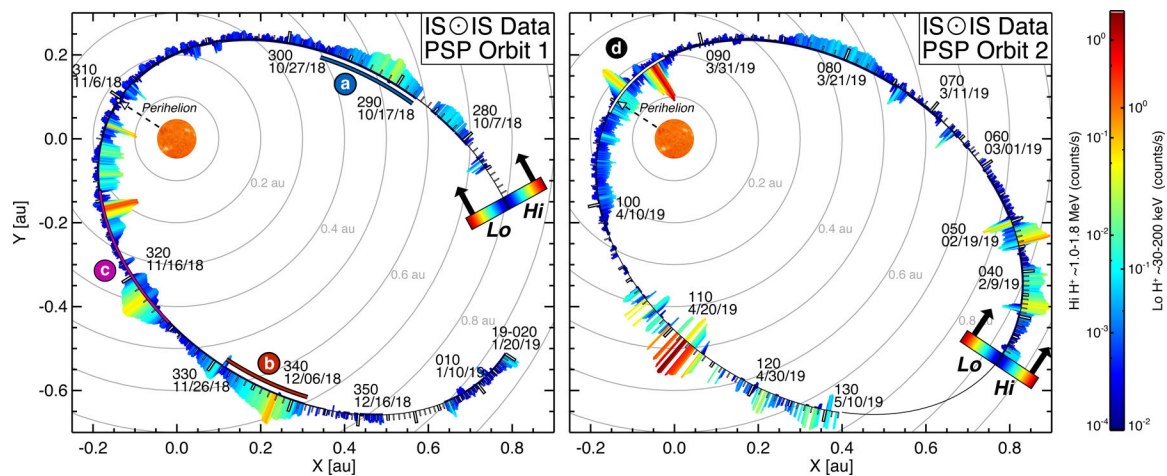 IS☉IS Data
PSP Orbit 1
0.2
0.0
-0.2
-0.4
-0.6
Y [au]
-0.2
0.0
0.2
0.4
0.6
0.8
X [au]
310
11/6/18
300
10/27/18
a
290
10/17/18
280
10/7/18
Perihelion
0.2 au
0.4 au
0.6 au
0.8 au
Lo
Hi
c
320
11/16/18
b
330
11/26/18
340
12/06/18
350
12/16/18
010
1/10/19
19-020
1/20/19
IS☉IS Data
PSP Orbit 2
d
090
3/31/19
080
3/21/19
070
3/11/19
060
03/01/19
050
02/19/19
040
2/9/19
Perihelion
0.2 au
0.4 au
0.6 au
0.8 au
Lo
Hi
100
4/10/19
110
4/20/19
120
4/30/19
130
5/10/19
-0.2
0.0
0.2
0.4
0.6
0.8
X [au]
Hi H⁺ ~1.0-1.8 MeV (counts/s)
10⁰
10⁻¹
10⁻²
10⁻³
10⁻⁴
Lo H⁺ ~30-200 keV (counts/s)
10⁰
10⁻¹
10⁻²